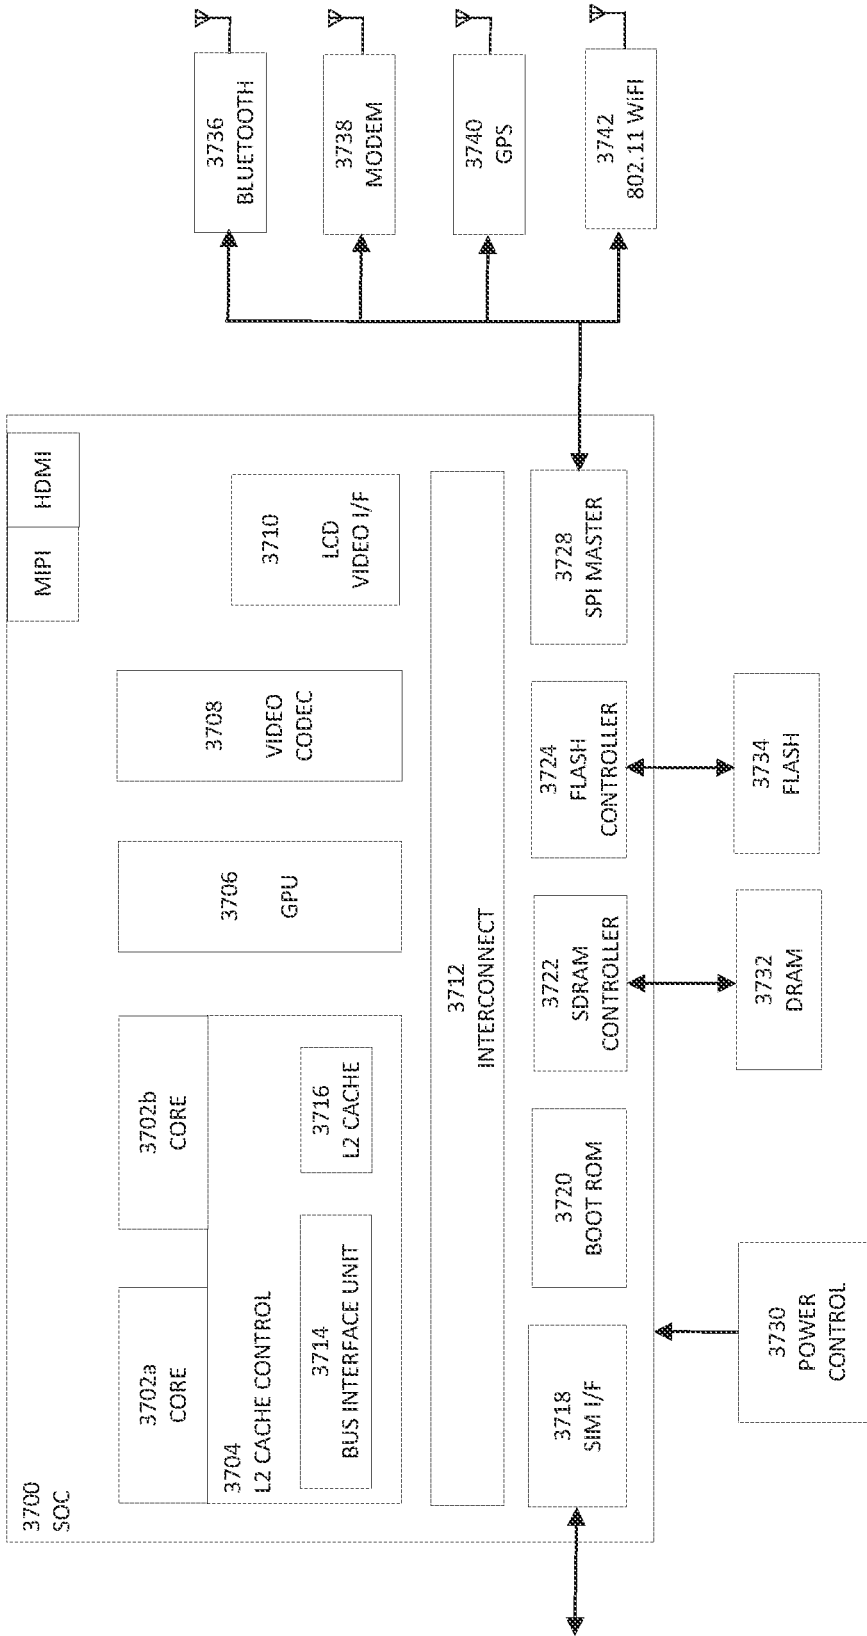 3700
SOC
MIPI
HDMI
3702a
CORE
3702b
CORE
3704
L2 CACHE CONTROL
3714
BUS INTERFACE UNIT
3716
L2 CACHE
3706
GPU
3708
VIDEO
CODEC
3710
LCD
VIDEO I/F
3712
INTERCONNECT
3718
SIM I/F
3720
BOOT ROM
3722
SDRAM
CONTROLLER
3724
FLASH
CONTROLLER
3728
SPI MASTER
3730
POWER
CONTROL
3732
DRAM
3734
FLASH
3736
BLUETOOTH
3738
MODEM
3740
GPS
3742
802.11 WiFi